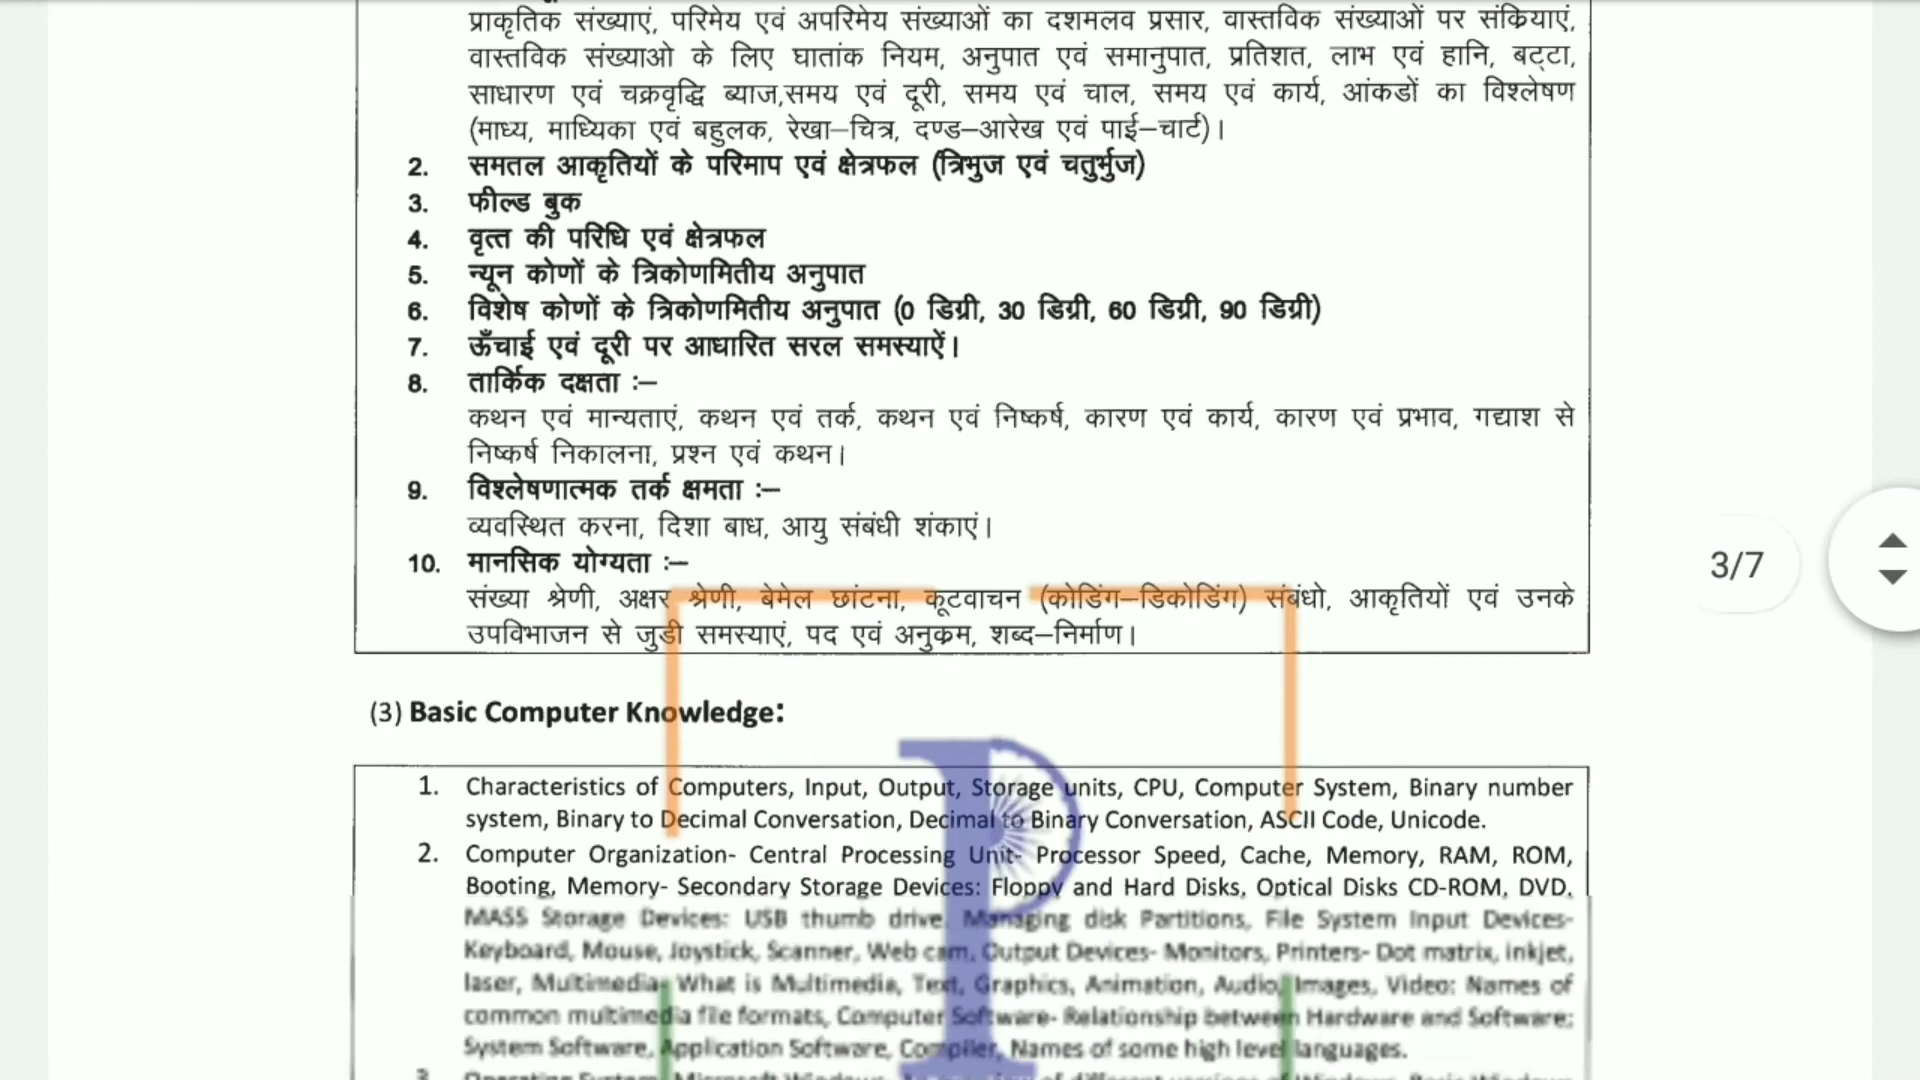 प्राकृतिक संख्याएं, परिमेय एवं अपरिमेय संख्याओं का दशमलव प्रसार, वास्तविक संख्याओं पर संक्रियाएं,
वास्तविक संख्याओ के लिए घातांक नियम, अनुपात एवं समानुपात, प्रतिशत, लाभ एवं हानि, बट्टा,
साधारण एवं चक्रवृद्धि ब्याज,समय एवं दूरी, समय एवं चाल, समय एवं कार्य, आंकडों का विश्लेषण
(माध्य, माध्यिका एवं बहुलक, रेखा–चित्र, दण्ड–आरेख एवं पाई–चार्ट)।
2. समतल आकृतियों के परिमाप एवं क्षेत्रफल (त्रिभुज एवं चतुर्भुज)
3. फील्ड बुक
4. वृत्त की परिधि एवं क्षेत्रफल
5. न्यून कोणों के त्रिकोणमितीय अनुपात
6. विशेष कोणों के त्रिकोणमितीय अनुपात (0 डिग्री, 30 डिग्री, 60 डिग्री, 90 डिग्री)
7. ऊँचाई एवं दूरी पर आधारित सरल समस्याऐं।
8. तार्किक दक्षता :–
कथन एवं मान्यताएं, कथन एवं तर्क, कथन एवं निष्कर्ष, कारण एवं कार्य, कारण एवं प्रभाव, गद्याश से
निष्कर्ष निकालना, प्रश्न एवं कथन।
9. विश्लेषणात्मक तर्क क्षमता :–
व्यवस्थित करना, दिशा बाध, आयु संबंधी शंकाएं।
10. मानसिक योग्यता :–
संख्या श्रेणी, अक्षर श्रेणी, बेमेल छांटना, कूटवाचन (कोडिंग–डिकोडिंग) संबंधो, आकृतियों एवं उनके
उपविभाजन से जुडी समस्याएं, पद एवं अनुक्रम, शब्द–निर्माण।
3/7
(3) Basic Computer Knowledge:
1. Characteristics of Computers, Input, Output, Storage units, CPU, Computer System, Binary number
system, Binary to Decimal Conversation, Decimal to Binary Conversation, ASCII Code, Unicode.
2. Computer Organization- Central Processing Unit- Processor Speed, Cache, Memory, RAM, ROM,
Booting, Memory- Secondary Storage Devices: Floppy and Hard Disks, Optical Disks CD-ROM, DVD,
MASS Storage Devices: USB thumb drive. Managing disk Partitions, File System Input Devices-
Keyboard, Mouse, Joystick, Scanner, Web cam, Output Devices- Monitors, Printers- Dot matrix, inkjet,
laser, Multimedia- What is Multimedia, Text, Graphics, Animation, Audio, Images, Video: Names of
common multimedia file formats, Computer Software- Relationship between Hardware and Software;
System Software, Application Software, Compiler, Names of some high level languages.
P